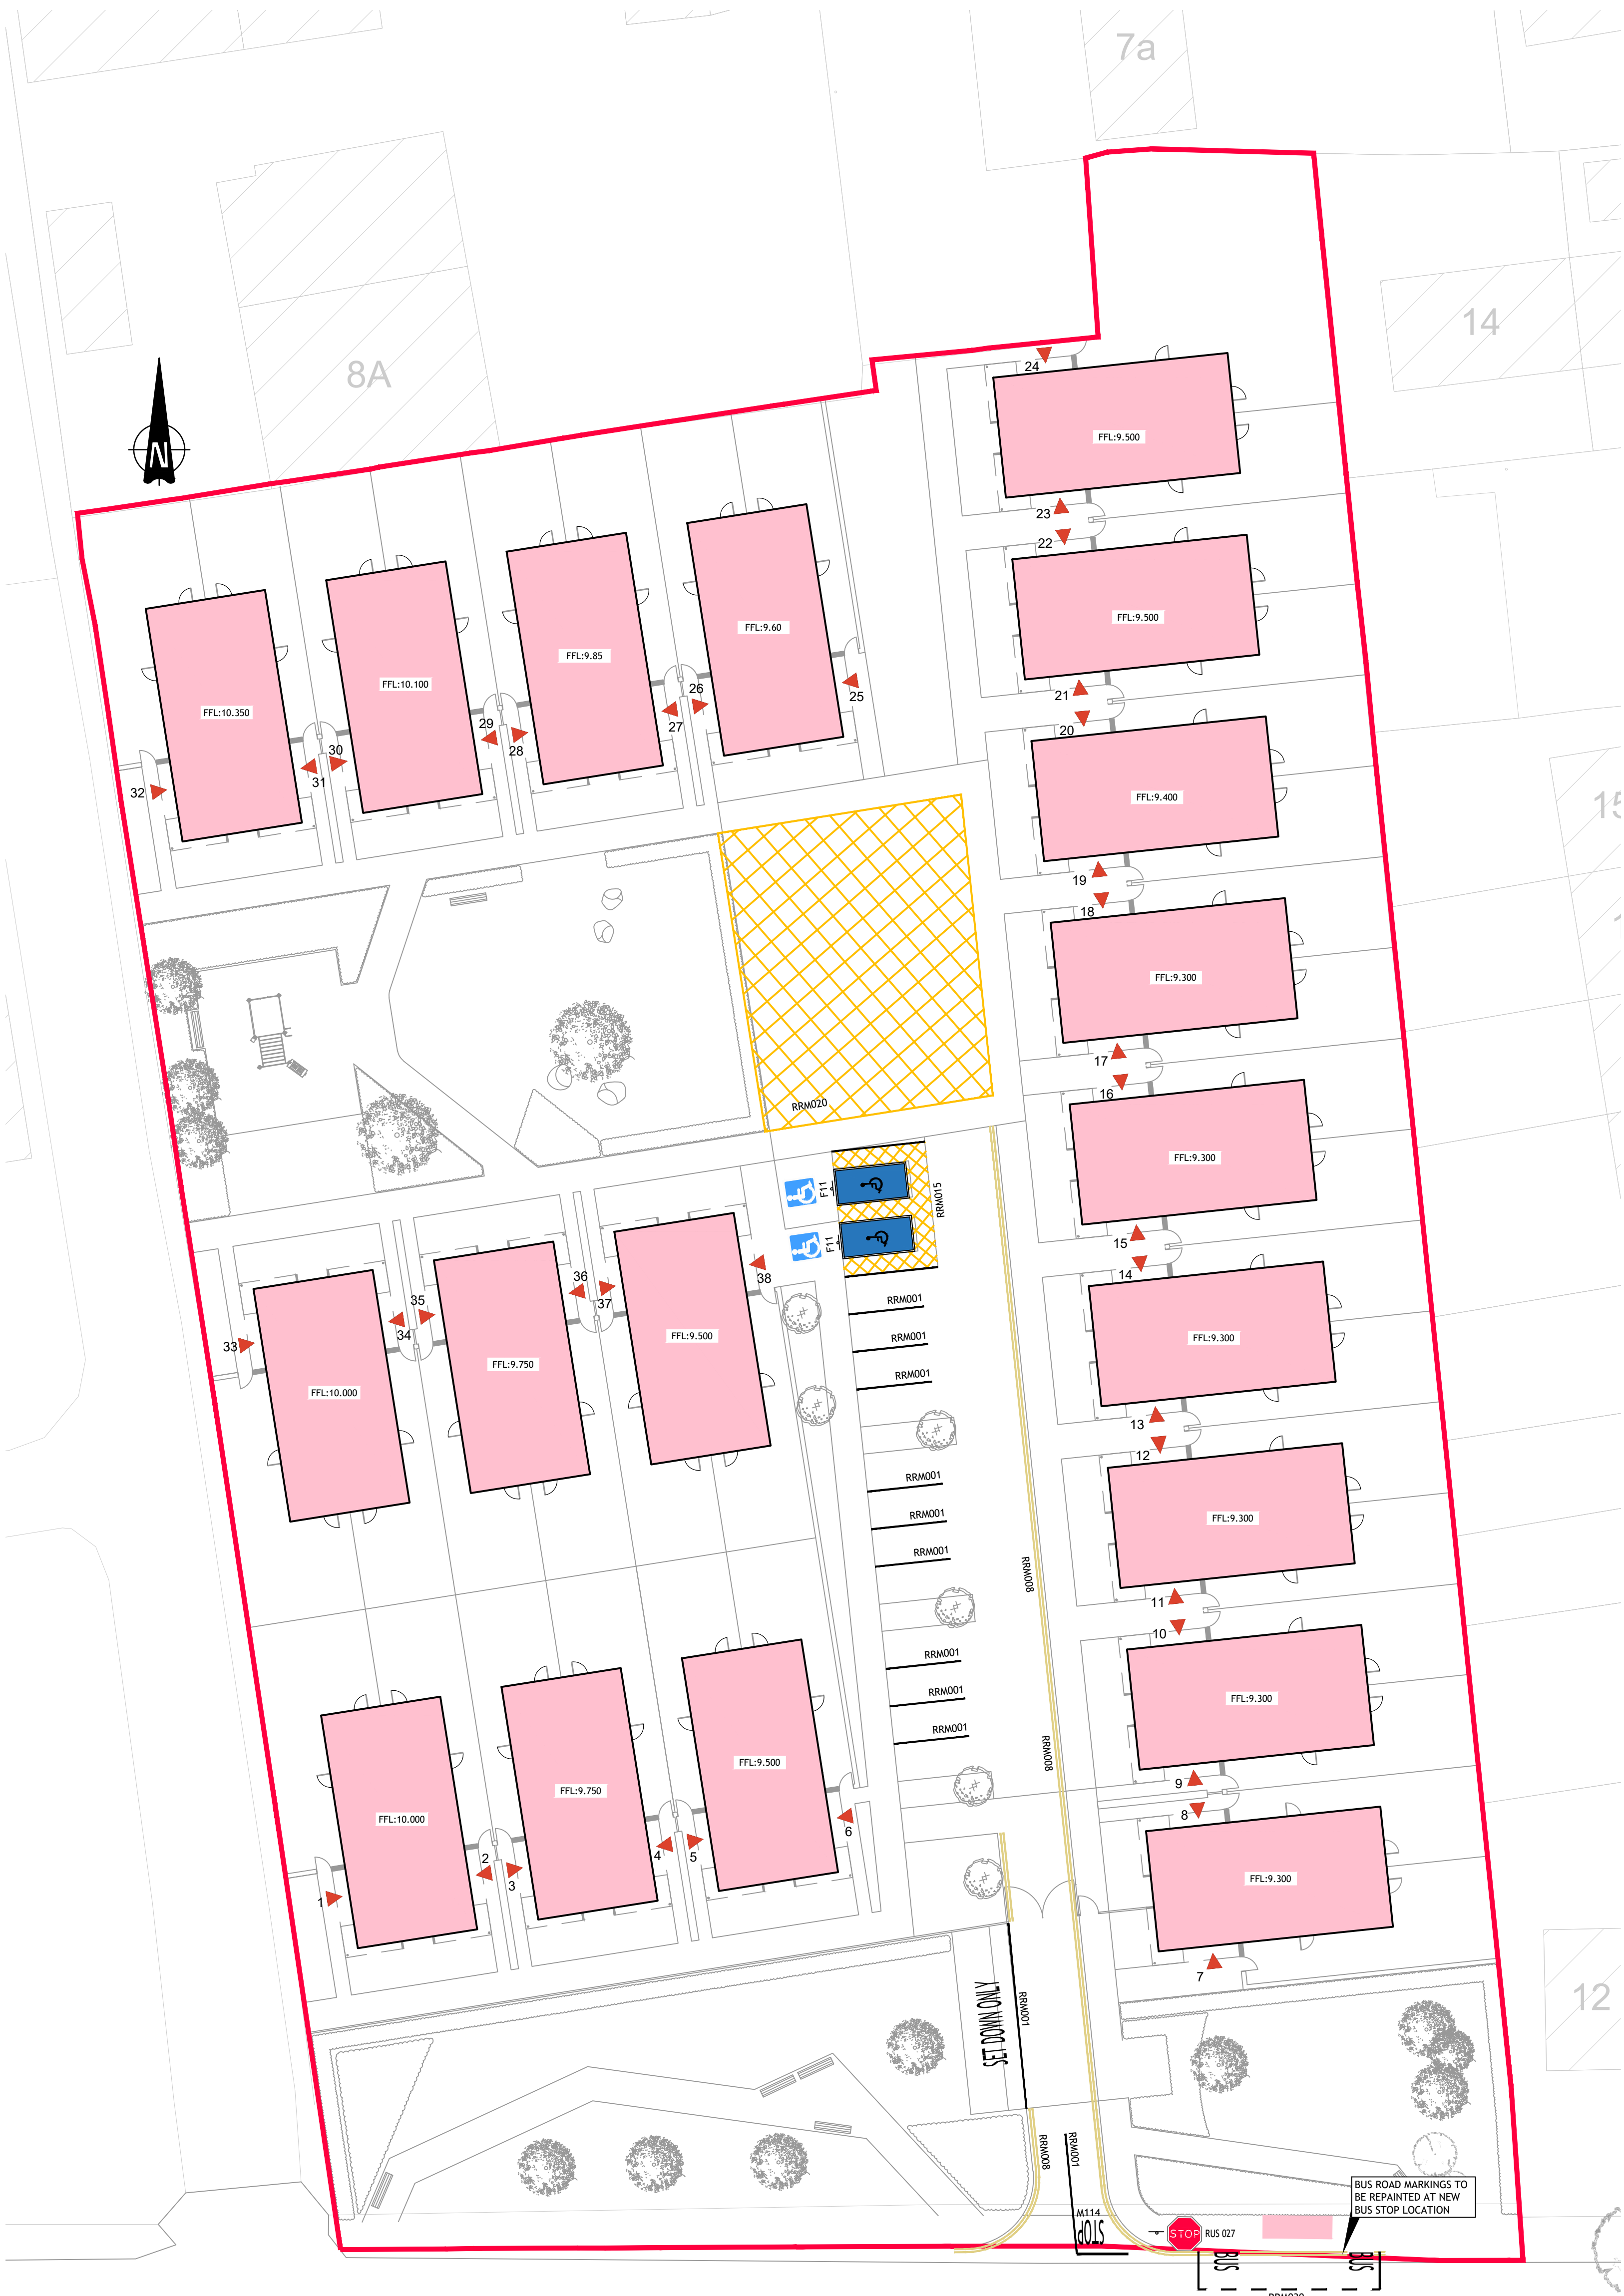 7a
14
8A
N
24
FFL:9.500
23
22
FFL:9.500
FFL:9.60
FFL:9.85
FFL:10.100
FFL:10.350
26
25
27
29
28
30
31
32
21
20
FFL:9.400
15
19
18
FFL:9.300
17
16
RRM020
FFL:9.300
F11
F11
RRM015
15
14
FFL:9.300
38
36
37
35
34
33
FFL:9.500
FFL:9.750
FFL:10.000
RRM001
RRM001
RRM001
13
12
RRM001
RRM001
RRM001
FFL:9.300
RRM008
11
10
RRM001
RRM001
RRM001
FFL:9.300
RRM008
FFL:9.500
FFL:9.750
FFL:10.000
9
8
6
5
4
3
2
1
FFL:9.300
7
12
SET DOWN ONLY
RRM001
RRM008
RRM001
M114
STOP
STOP
RUS 027
BUS ROAD MARKINGS TO
BE REPAINTED AT NEW
BUS STOP LOCATION
BUS
BUS